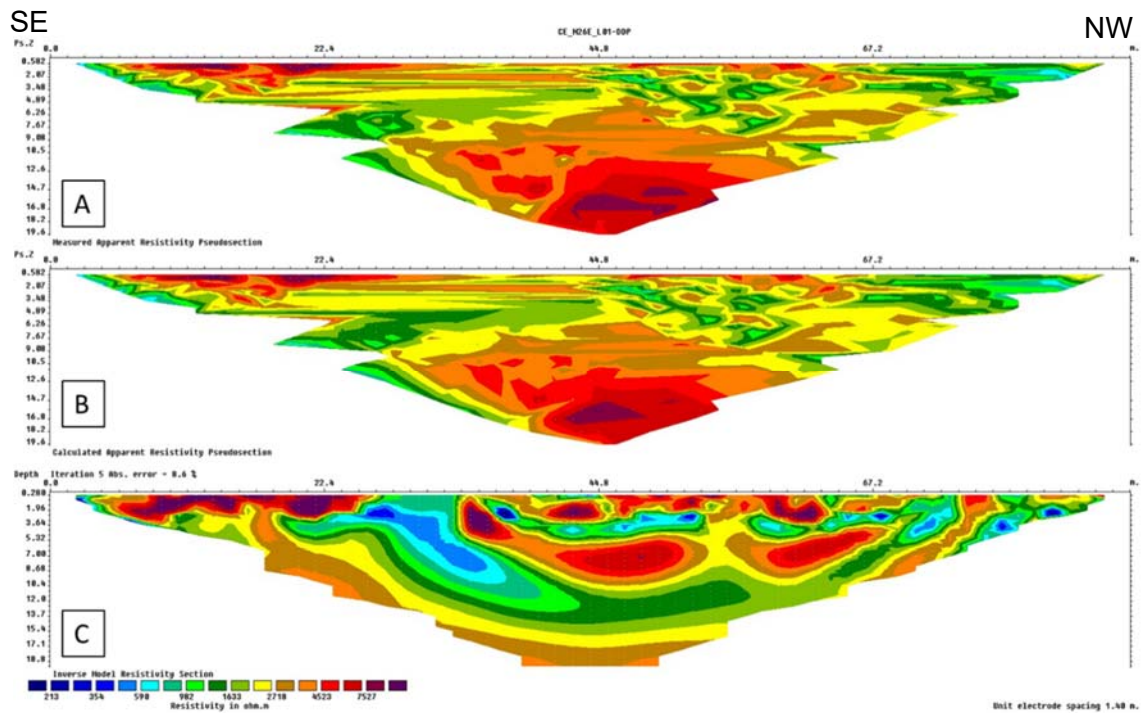 SE NW
CE_M26E_L01-DDP
Ps.Z 0.0 22.4 44.8 67.2 m.
0.582
2.07
3.48
4.89
6.26
7.67
9.08
10.5
12.6
14.7
16.8
18.2
19.6
A
Measured Apparent Resistivity Pseudosection
Ps.Z 0.0 22.4 44.8 67.2 m.
0.582
2.07
3.48
4.89
6.26
7.67
9.08
10.5
12.6
14.7
16.8
18.2
19.6
B
Calculated Apparent Resistivity Pseudosection
Depth Iteration 5 Abs. error = 8.6 %
0.0 22.4 44.8 67.2 m.
0.280
1.96
3.64
5.32
7.00
8.68
10.4
12.0
13.7
15.4
17.1
18.8
C
Inverse Model Resistivity Section
213 354 590 982 1633 2718 4523 7527
Resistivity in ohm.m
Unit electrode spacing 1.40 m.